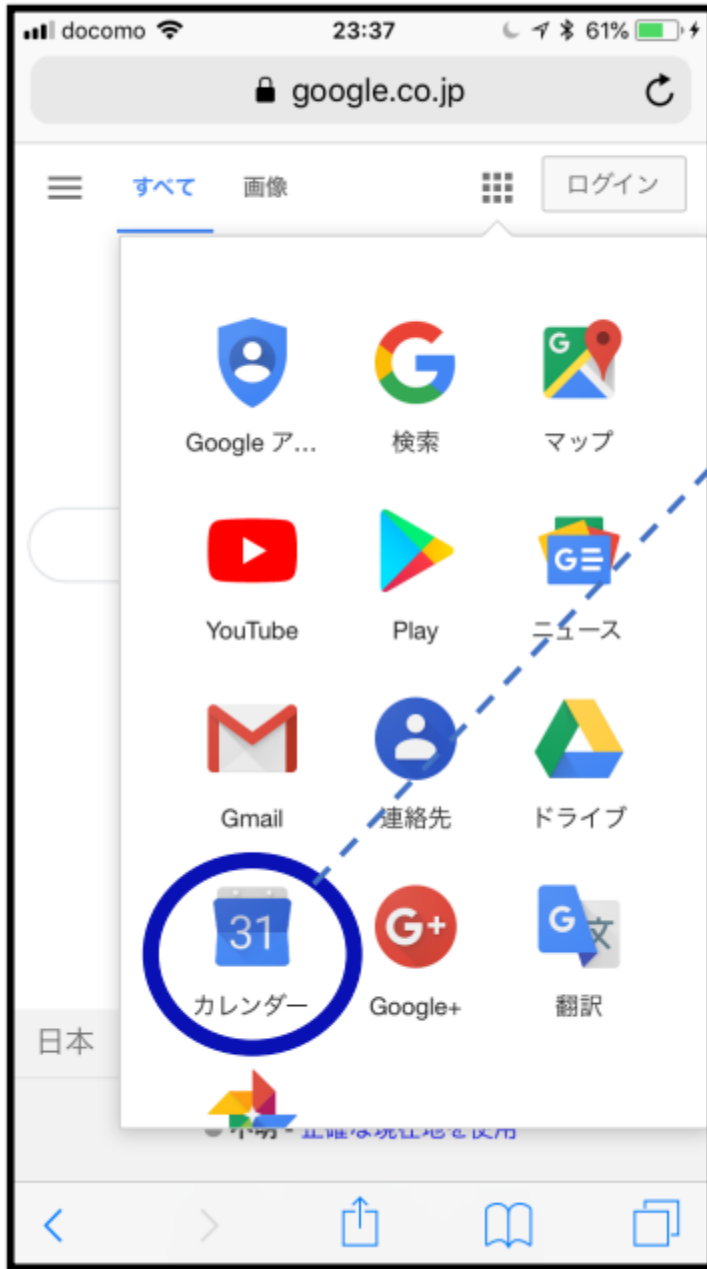 docomo 23:37 61%
google.co.jp
すべて 画像 ログイン
G
Google ア... 検索 マップ
G
YouTube Play ニュース
Gmail 連絡先 ドライブ
31 G+ G 文
カレンダー Google+ 翻訳
日本
不明 - 正確な現在地を使用